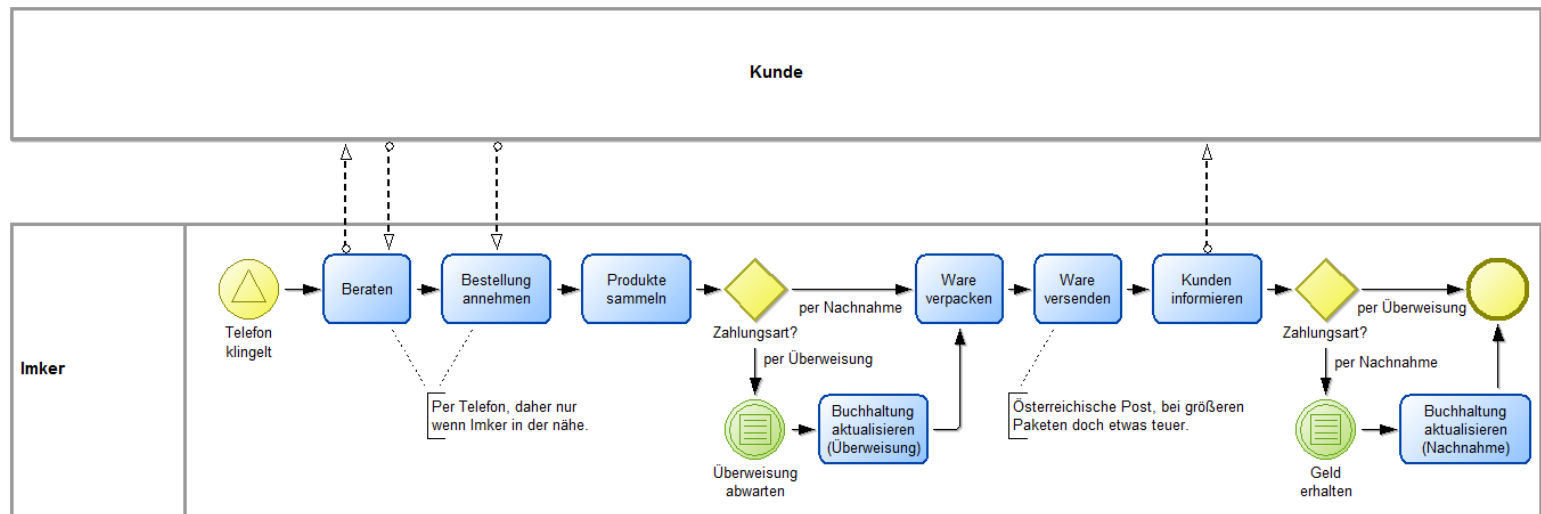 Kunde
Imker
Telefon
klingelt
Beraten
Bestellung
annehmen
Per Telefon, daher nur
wenn Imker in der nähe.
Produkte
sammeln
Zahlungsart?
per Nachnahme
per Überweisung
Überweisung
abwarten
Buchhaltung
aktualisieren
(Überweisung)
Ware
verpacken
Ware
versenden
Österreichische Post, bei größeren
Paketen doch etwas teuer.
Kunden
informieren
Zahlungsart?
per Überweisung
per Nachnahme
Geld
erhalten
Buchhaltung
aktualisieren
(Nachnahme)